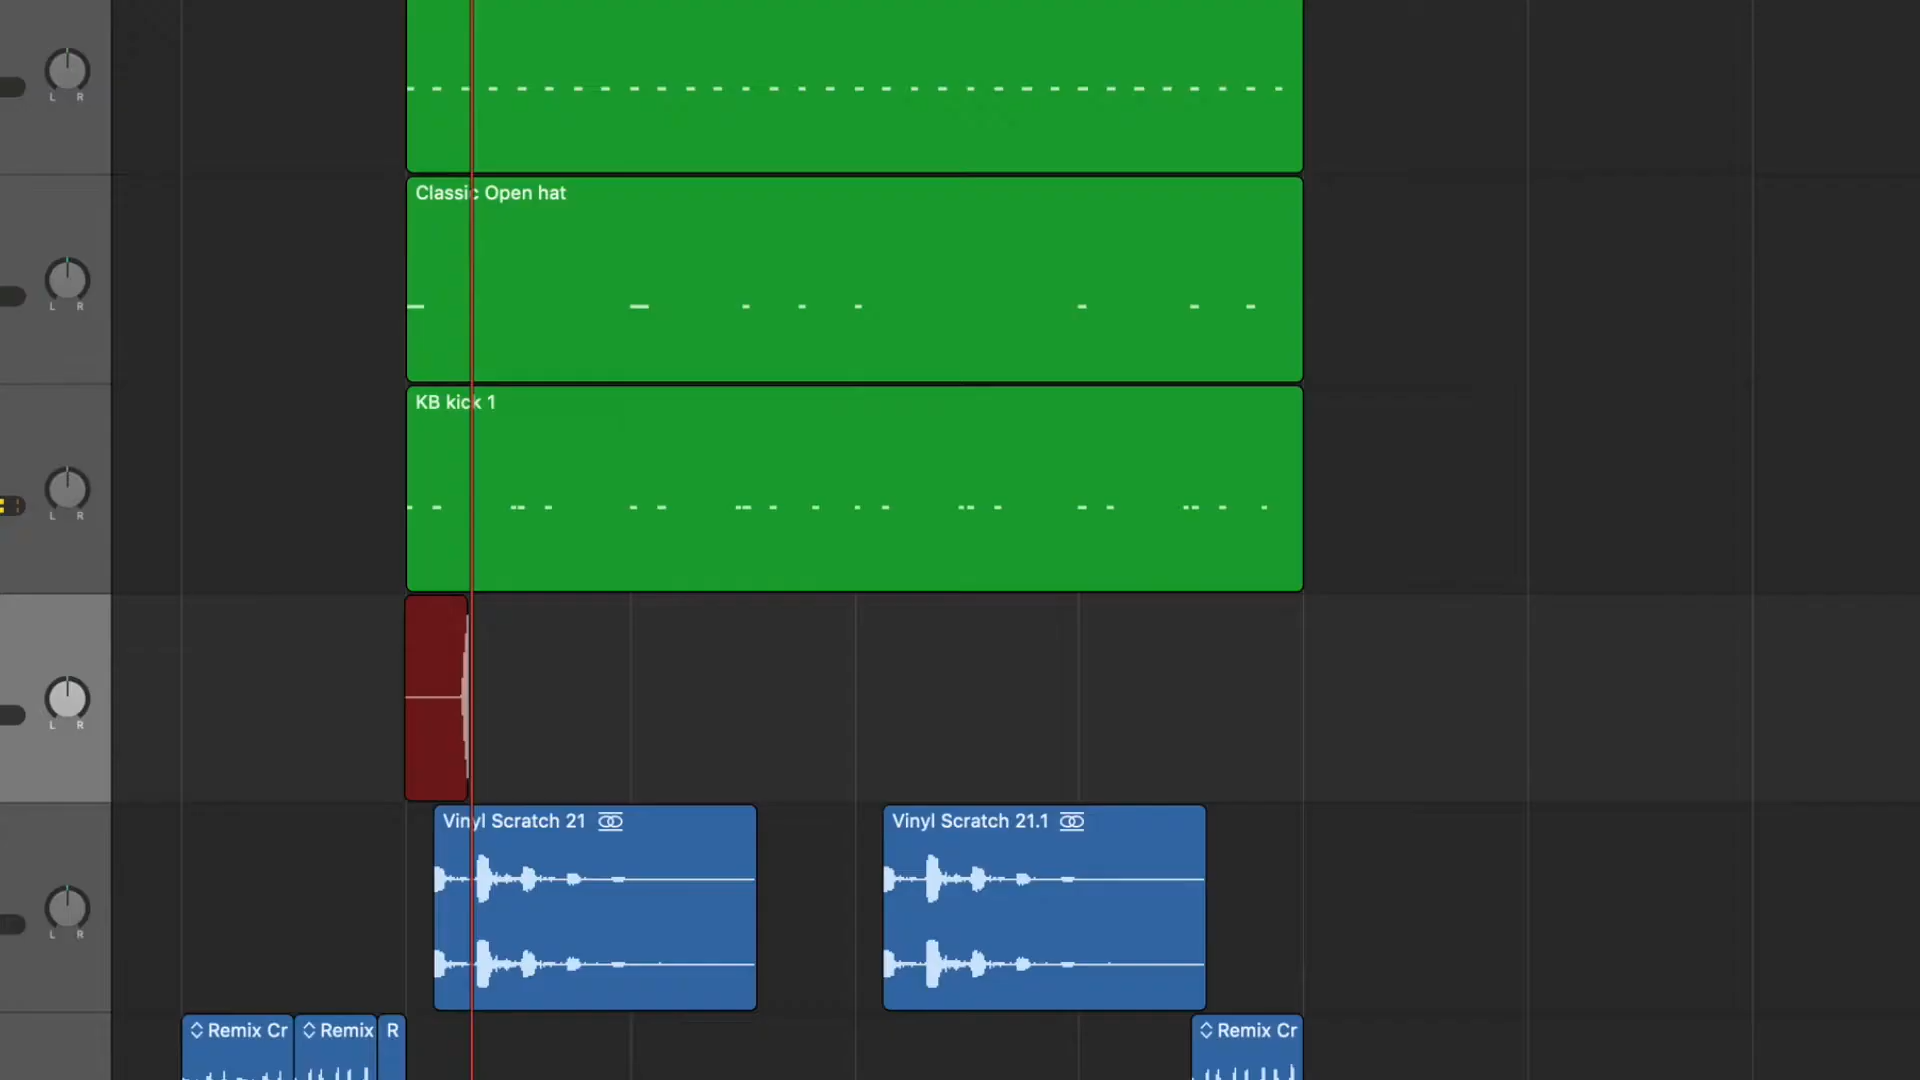 L R
Classic Open hat
L R
KB kick 1
L R
L R
Vinyl Scratch 21
Vinyl Scratch 21.1
L R
Remix Cr
Remix
R
Remix Cr